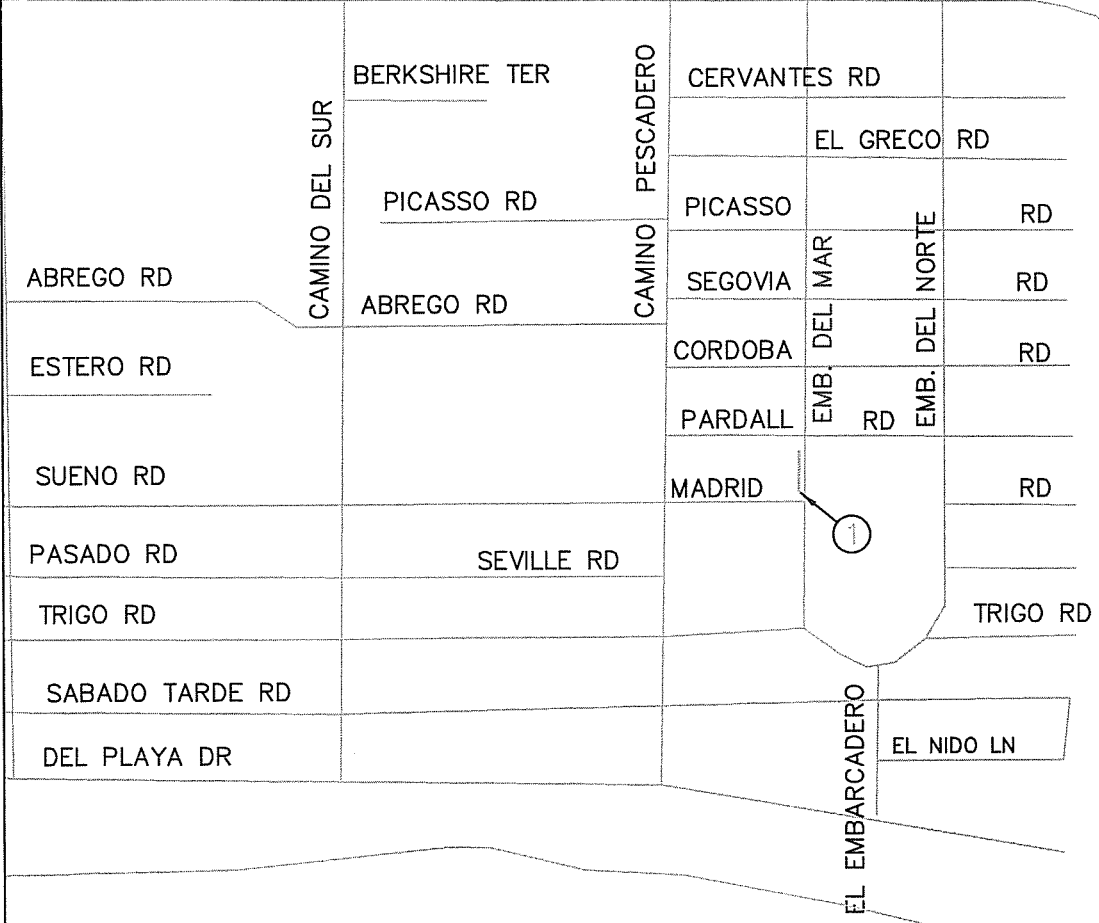 BERKSHIRE TER
CERVANTES RD
CAMINO DEL SUR
CAMINO PESCADERO
EL GRECO RD
PICASSO RD
PICASSO RD
ABREGO RD
ABREGO RD
SEGOVIA RD
EMB. DEL MAR
EMB. DEL NORTE
ESTERO RD
CORDOBA RD
PARDALL RD
SUENO RD
MADRID RD
1
PASADO RD
SEVILLE RD
TRIGO RD
TRIGO RD
SABADO TARDE RD
DEL PLAYA DR
EL EMBARCADERO
EL NIDO LN